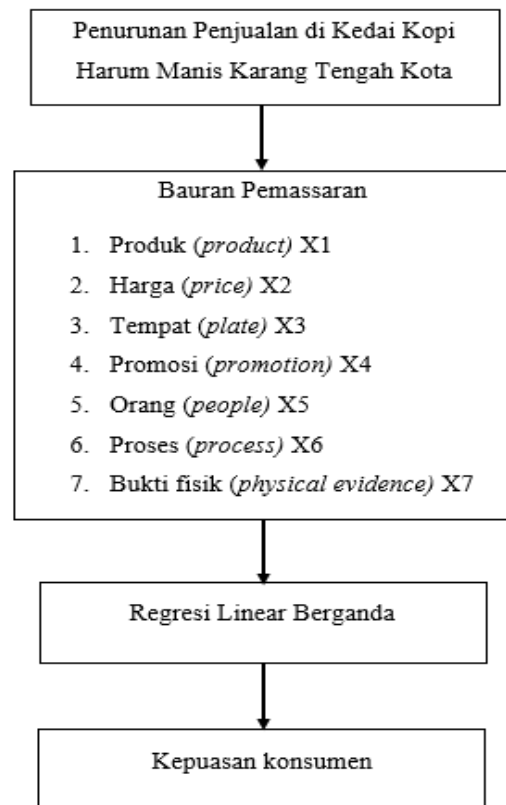 Penurunan Penjualan di Kedai Kopi
Harum Manis Karang Tengah Kota
Bauran Pemassaran
1. Produk (product) X1
2. Harga (price) X2
3. Tempat (plate) X3
4. Promosi (promotion) X4
5. Orang (people) X5
6. Proses (process) X6
7. Bukti fisik (physical evidence) X7
Regresi Linear Berganda
Kepuasan konsumen